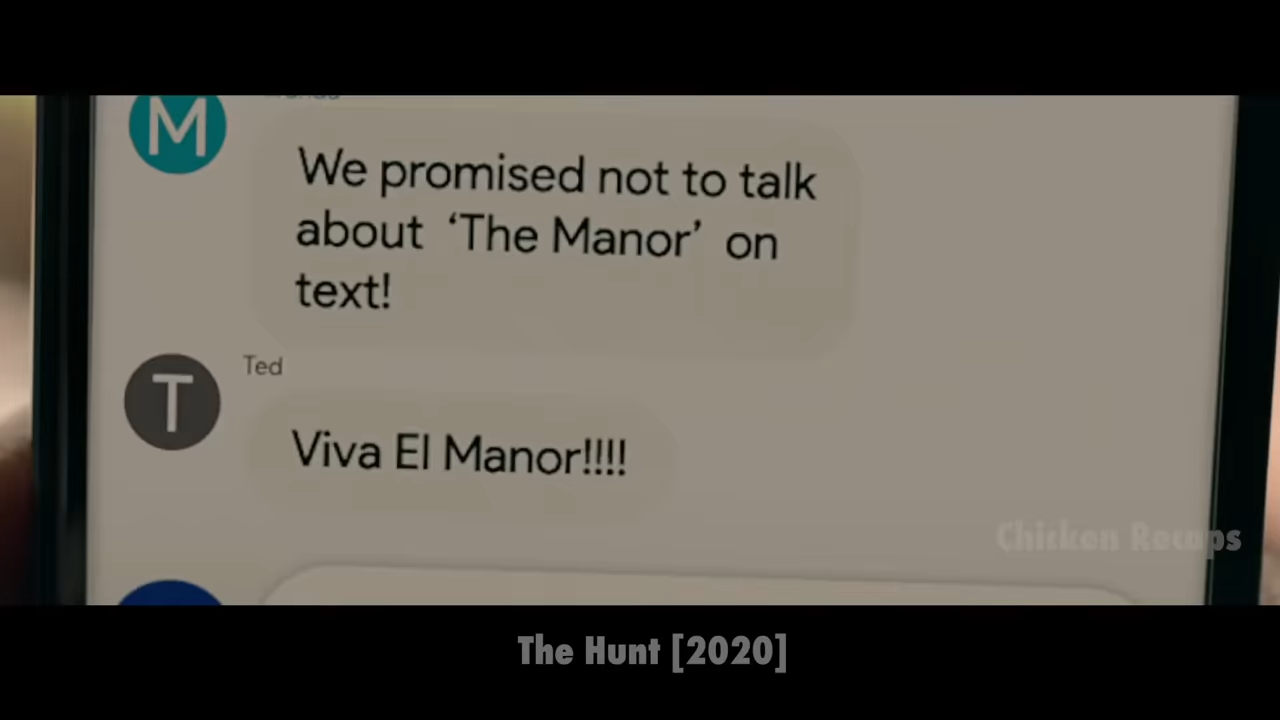 M
We promised not to talk
about ‘The Manor’ on
text!
Ted
T
Viva El Manor!!!!
Chicken Recaps
The Hunt [2020]